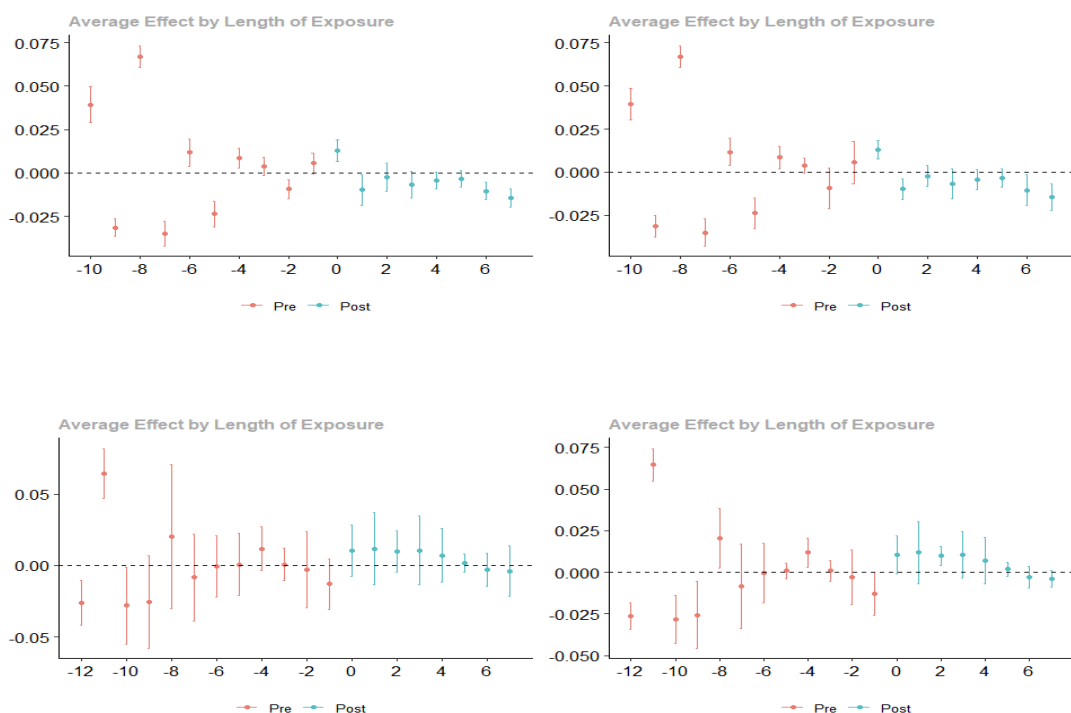 Average Effect by Length of Exposure
0.075
0.050
0.025
0.000
-0.025
-10 -8 -6 -4 -2 0 2 4 6
Pre Post
Average Effect by Length of Exposure
0.075
0.050
0.025
0.000
-0.025
-10 -8 -6 -4 -2 0 2 4 6
Pre Post
Average Effect by Length of Exposure
0.05
0.00
-0.05
-12 -10 -8 -6 -4 -2 0 2 4 6
Pre Post
Average Effect by Length of Exposure
0.075
0.050
0.025
0.000
-0.025
-0.050
-12 -10 -8 -6 -4 -2 0 2 4 6
Pre Post